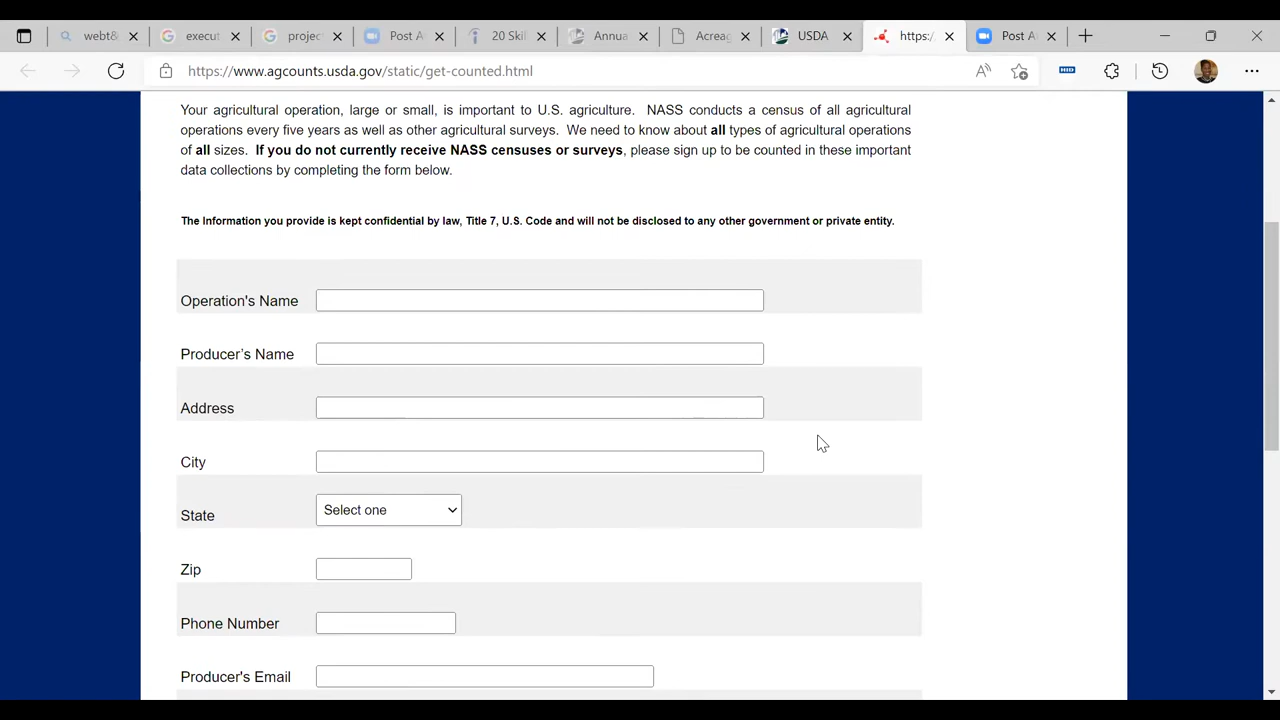 webt&
execut
project
Post A
20 Skil
Annua
Acreag
USDA
https:/
Post Al
https://www.agcounts.usda.gov/static/get-counted.html
HID
Your agricultural operation, large or small, is important to U.S. agriculture. NASS conducts a census of all agricultural
operations every five years as well as other agricultural surveys. We need to know about all types of agricultural operations
of all sizes. If you do not currently receive NASS censuses or surveys, please sign up to be counted in these important
data collections by completing the form below.
The Information you provide is kept confidential by law, Title 7, U.S. Code and will not be disclosed to any other government or private entity.
Operation's Name
Producer’s Name
Address
City
State Select one
Zip
Phone Number
Producer's Email